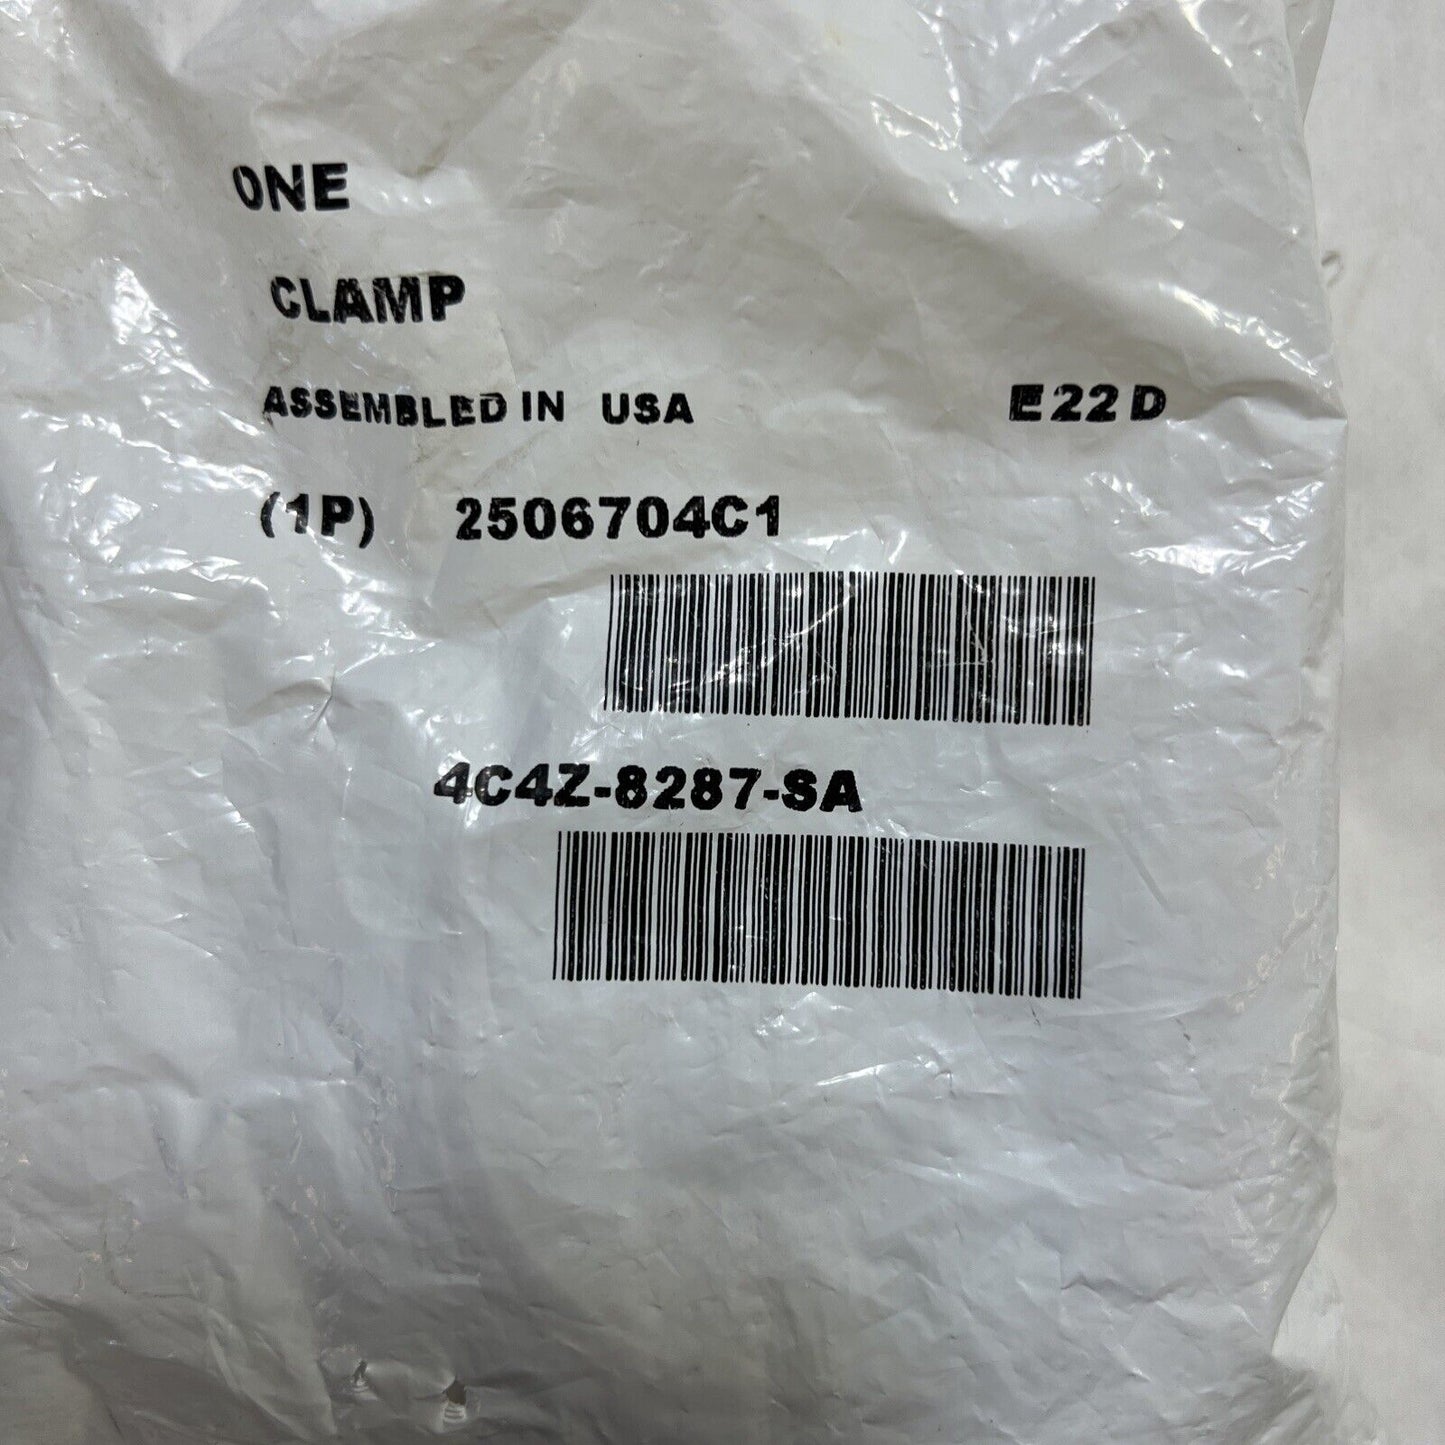 ONE
CLAMP
ASSEMBLED IN USA E22D
(1P) 2506704C1
4C4Z-8287-SA